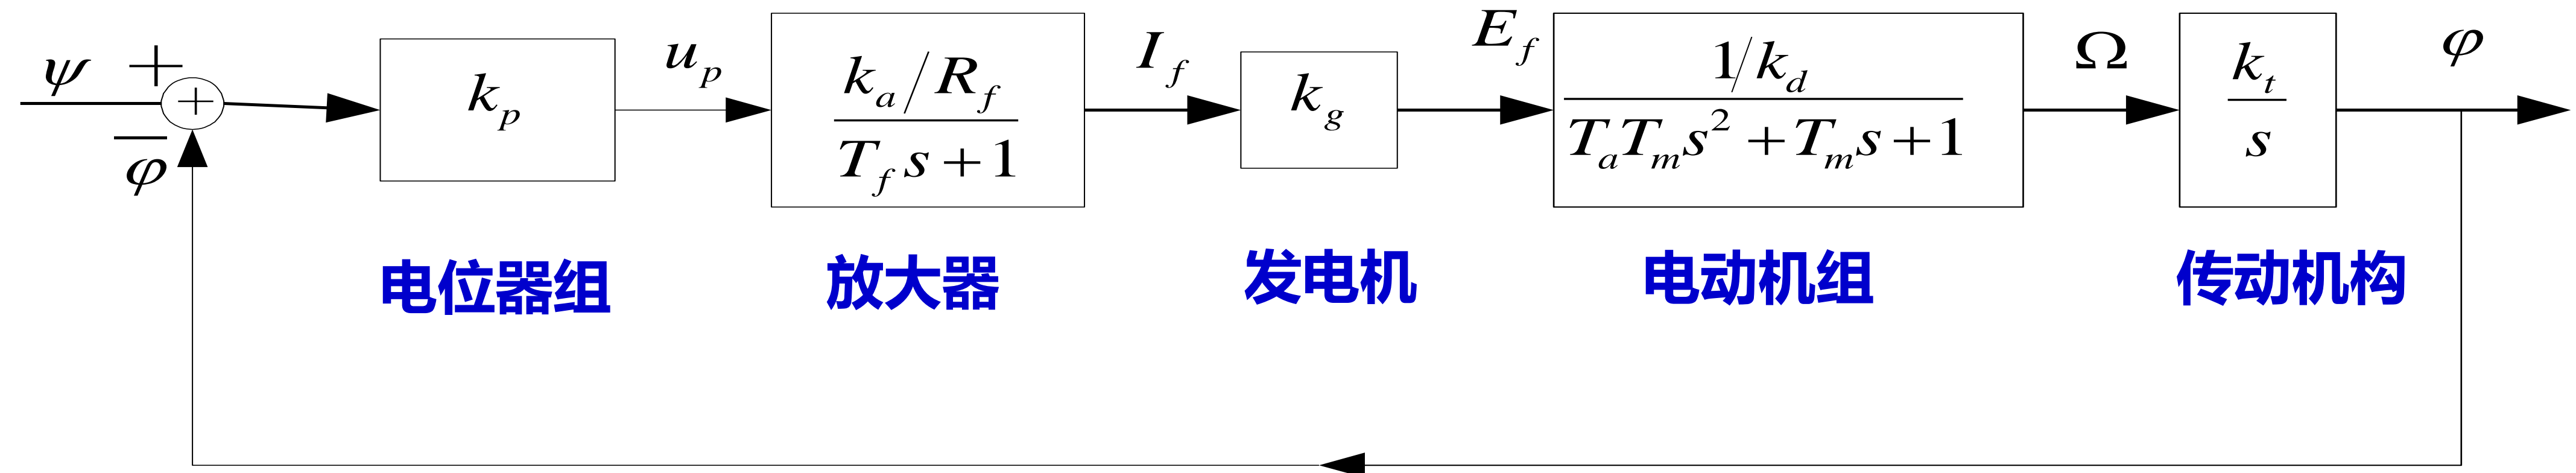 ψ + + − φ
k_p
u_p
k_a/R_f
T_f s+1
I_f
k_g
E_f
1/k_d
T_a T_m s^2 + T_m s + 1
Ω
k_t
s
φ
电位器组 放大器 发电机 电动机组 传动机构